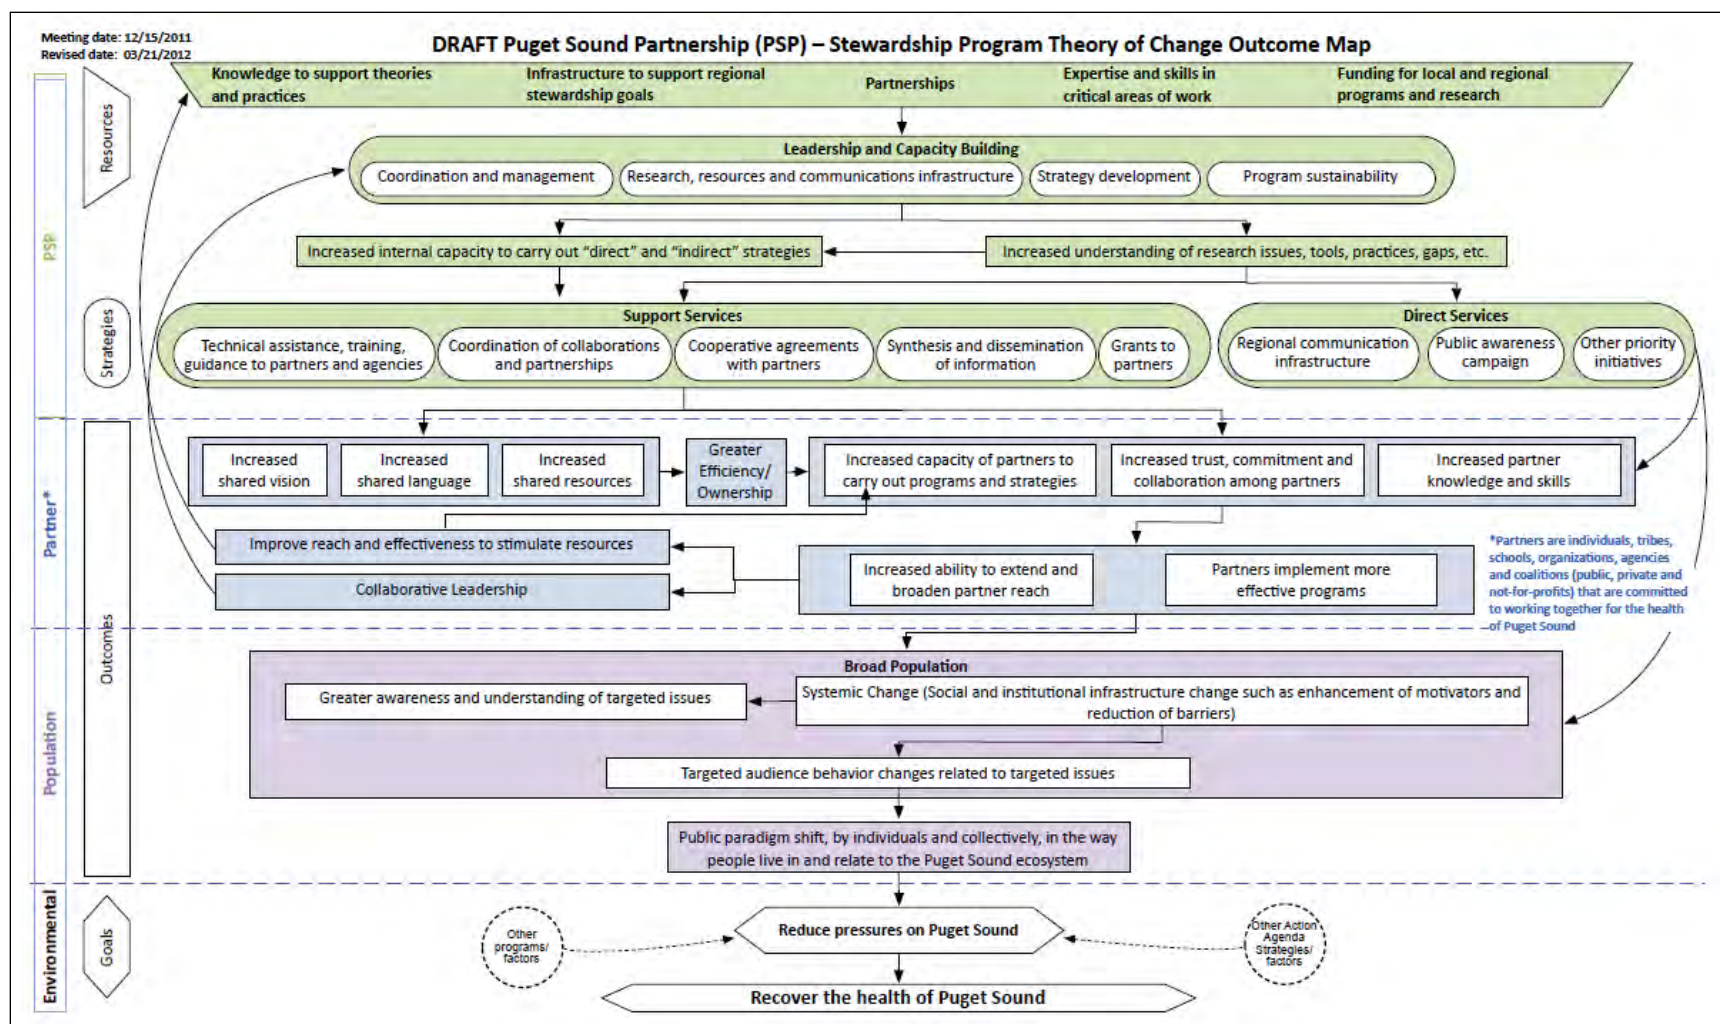 Meeting date: 12/15/2011
Revised date: 03/21/2012
DRAFT Puget Sound Partnership (PSP) – Stewardship Program Theory of Change Outcome Map
Knowledge to support theories
and practices
Infrastructure to support regional
stewardship goals
Partnerships
Expertise and skills in
critical areas of work
Funding for local and regional
programs and research
Resources
PSP
Leadership and Capacity Building
Coordination and management
Research, resources and communications infrastructure
Strategy development
Program sustainability
Increased internal capacity to carry out “direct” and “indirect” strategies
Increased understanding of research issues, tools, practices, gaps, etc.
Strategies
Support Services
Technical assistance, training,
guidance to partners and agencies
Coordination of collaborations
and partnerships
Cooperative agreements
with partners
Synthesis and dissemination
of information
Grants to
partners
Direct Services
Regional communication
infrastructure
Public awareness
campaign
Other priority
initiatives
Partner*
Outcomes
Increased
shared vision
Increased
shared language
Increased
shared resources
Greater
Efficiency/
Ownership
Increased capacity of partners to
carry out programs and strategies
Increased trust, commitment and
collaboration among partners
Increased partner
knowledge and skills
Improve reach and effectiveness to stimulate resources
Collaborative Leadership
Increased ability to extend and
broaden partner reach
Partners implement more
effective programs
*Partners are individuals, tribes,
schools, organizations, agencies
and coalitions (public, private and
not-for-profits) that are committed
to working together for the health
of Puget Sound
Population
Broad Population
Greater awareness and understanding of targeted issues
Systemic Change (Social and institutional infrastructure change such as enhancement of motivators and
reduction of barriers)
Targeted audience behavior changes related to targeted issues
Public paradigm shift, by individuals and collectively, in the way
people live in and relate to the Puget Sound ecosystem
Environmental
Goals
Other
programs/
factors
Reduce pressures on Puget Sound
Other Action
Agenda
Strategies/
factors
Recover the health of Puget Sound